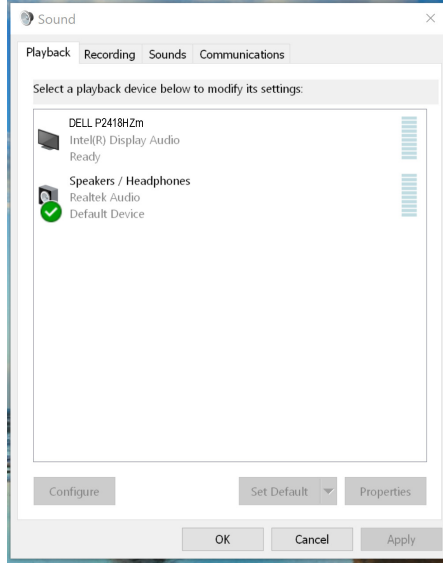 Sound
Playback Recording Sounds Communications
Select a playback device below to modify its settings:
DELL P2418HZm
Intel(R) Display Audio
Ready
Speakers / Headphones
Realtek Audio
Default Device
Configure Set Default Properties
OK Cancel Apply